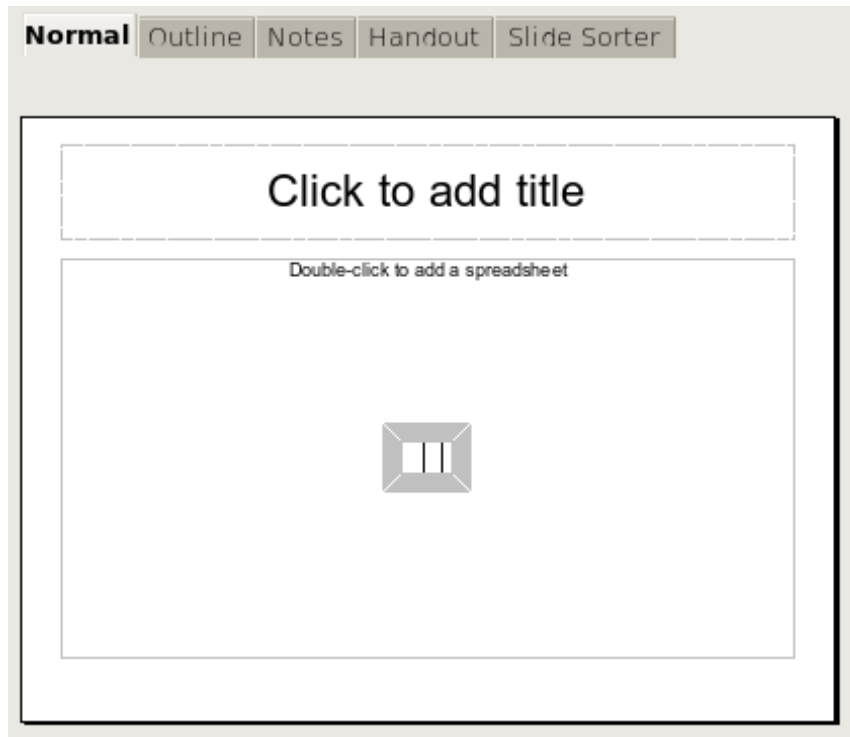 Normal Outline Notes Handout Slide Sorter
Click to add title
Double-click to add a spreadsheet